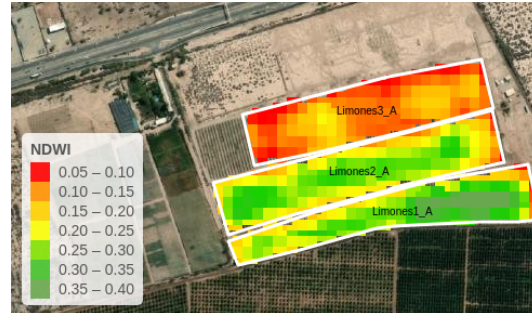 Limones3_A
Limones2_A
Limones1_A
NDWI
0.05 – 0.10
0.10 – 0.15
0.15 – 0.20
0.20 – 0.25
0.25 – 0.30
0.30 – 0.35
0.35 – 0.40